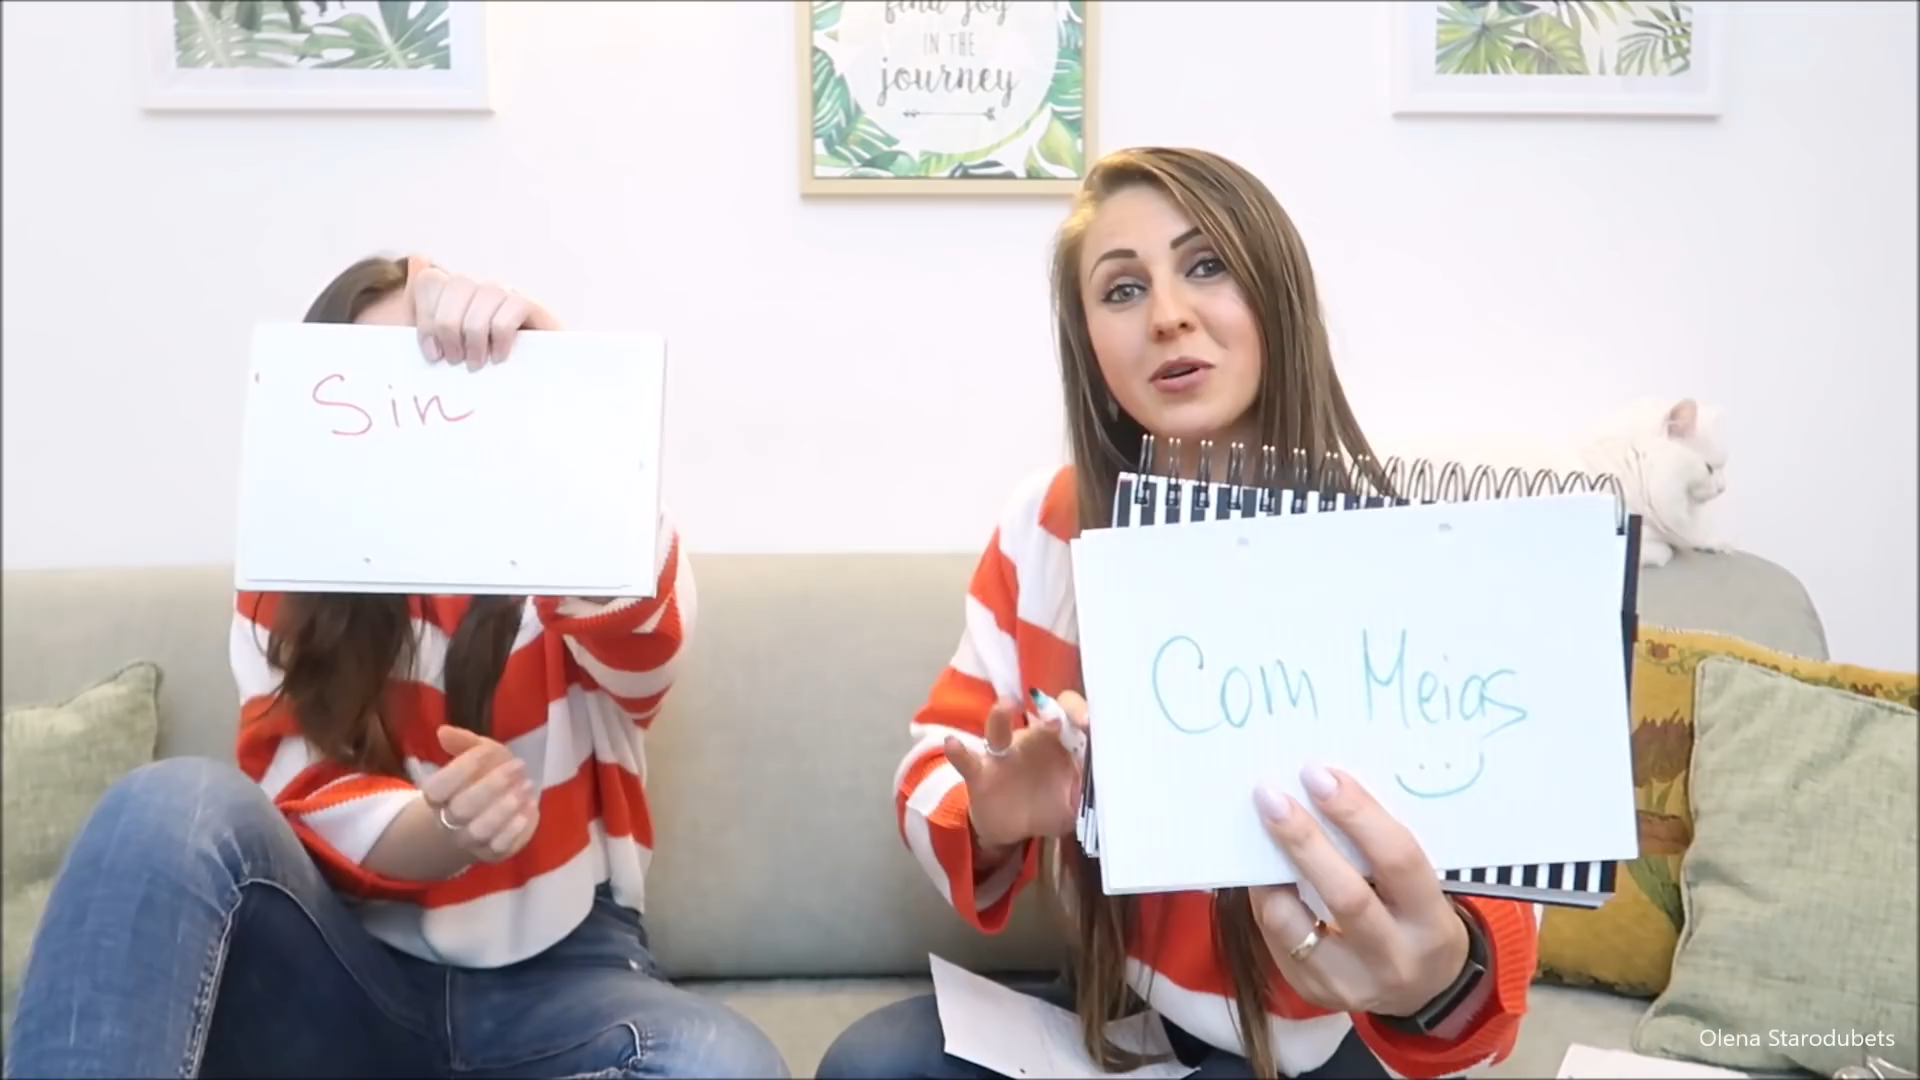 find joy
IN THE
journey
Sin
Com Meias
Olena Starodubets